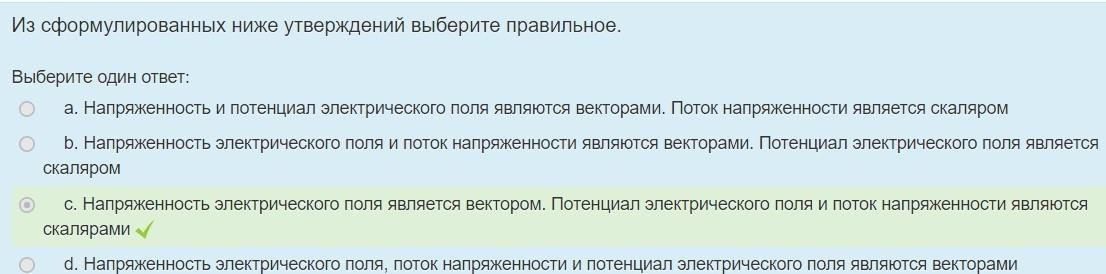 Из сформулированных ниже утверждений выберите правильное.
Выберите один ответ:
a. Напряженность и потенциал электрического поля являются векторами. Поток напряженности является скаляром
b. Напряженность электрического поля и поток напряженности являются векторами. Потенциал электрического поля является
скаляром
c. Напряженность электрического поля является вектором. Потенциал электрического поля и поток напряженности являются
скалярами
d. Напряженность электрического поля, поток напряженности и потенциал электрического поля являются векторами